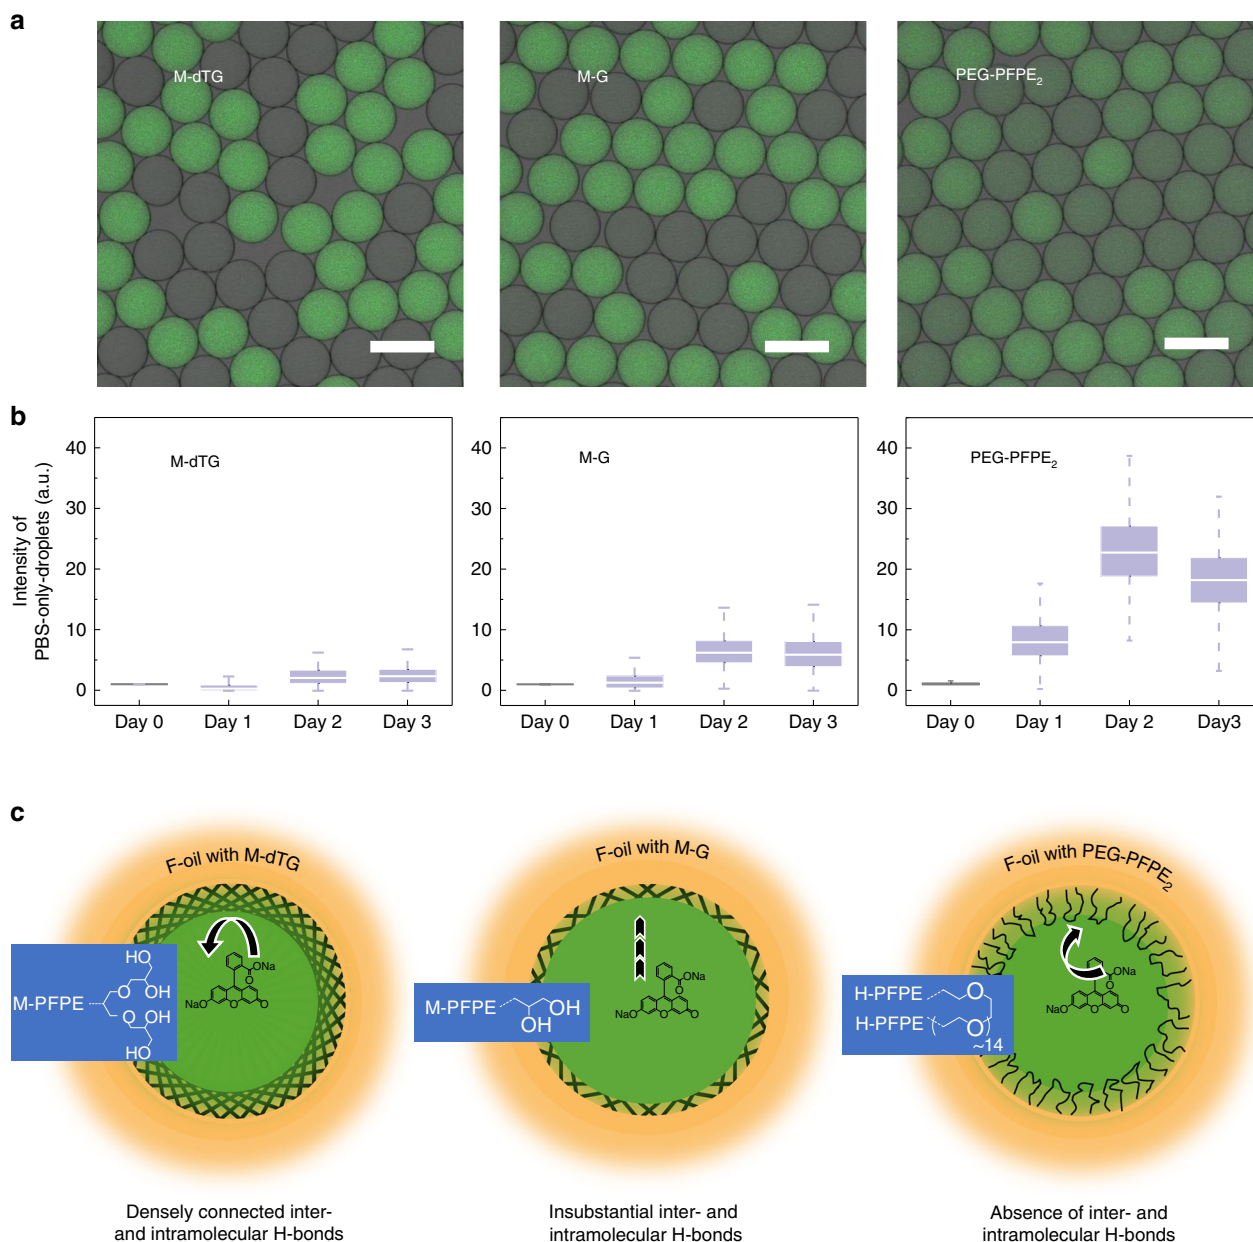 a
M-dTG
M-G
PEG-PFPE2
b
Intensity of
PBS-only-droplets (a.u.)
40
30
20
10
0
M-dTG
Day 0
Day 1
Day 2
Day 3
40
30
20
10
0
M-G
Day 0
Day 1
Day 2
Day 3
40
30
20
10
0
PEG-PFPE2
Day 0
Day 1
Day 2
Day3
c
F-oil with M-dTG
HO
OH
O
M-PFPE
O
OH
HO
ONa
O
NaO
O
O
Densely connected inter-
and intramolecular H-bonds
F-oil with M-G
M-PFPE
OH
OH
ONa
O
NaO
O
O
Insubstantial inter- and
intramolecular H-bonds
F-oil with PEG-PFPE2
H-PFPE
O
H-PFPE
O
~14
ONa
O
NaO
O
O
Absence of inter- and
intramolecular H-bonds